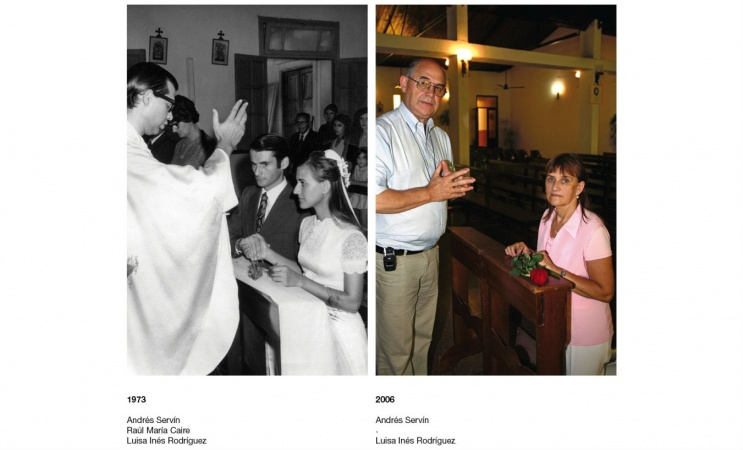 1973
Andrés Servín
Raúl María Caire
Luisa Inés Rodríguez
2006
Andrés Servín
.
Luisa Inés Rodríguez